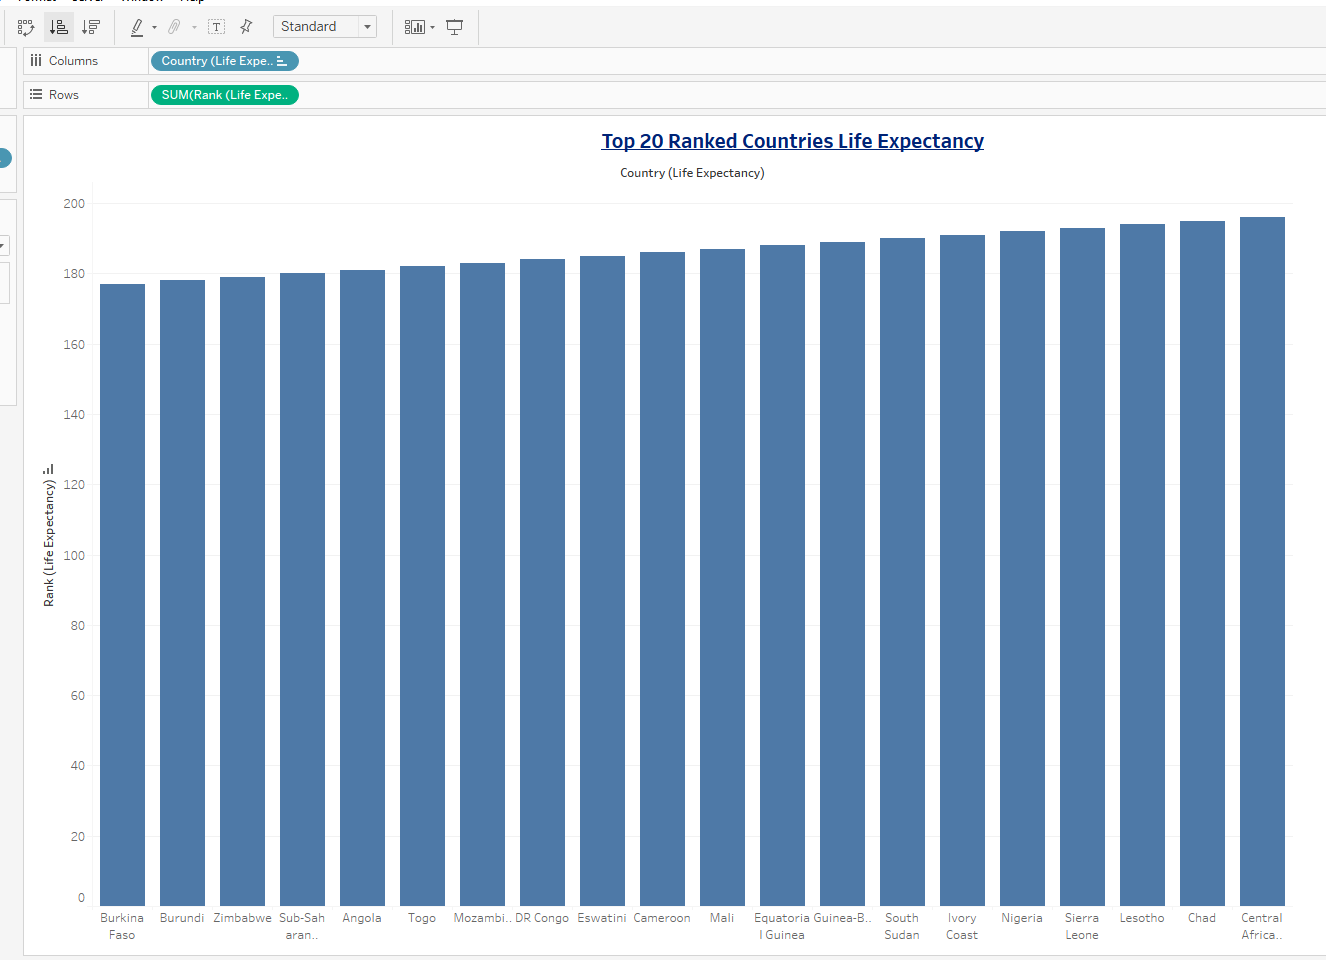 Standard
Columns
Country (Life Expe..
Rows
SUM(Rank (Life Expe..
Top 20 Ranked Countries Life Expectancy
Country (Life Expectancy)
200
180
160
140
120
100
80
60
40
20
0
Rank (Life Expectancy)
Burkina Faso
Burundi
Zimbabwe
Sub-Sah aran..
Angola
Togo
Mozambi..
DR Congo
Eswatini
Cameroon
Mali
Equatoria l Guinea
Guinea-B..
South Sudan
Ivory Coast
Nigeria
Sierra Leone
Lesotho
Chad
Central Africa..